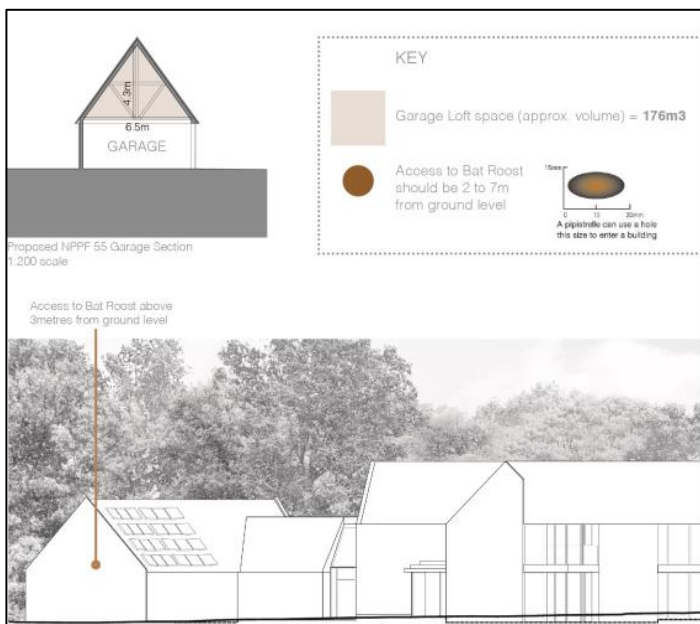 4.3m
6.5m
GARAGE
Proposed NPPF 55 Garage Section
1:200 scale
KEY
Garage Loft space (approx. volume) = 176m3
Access to Bat Roost
should be 2 to 7m
from ground level
15mm
0 10 20mm
A pipistrelle can use a hole
this size to enter a building
Access to Bat Roost above
3metres from ground level